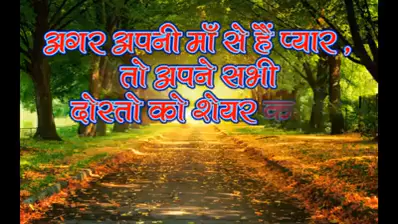 अगर अपनी माँ से हैं प्यार ,
तो अपने सभी
दोस्तो को शेयर